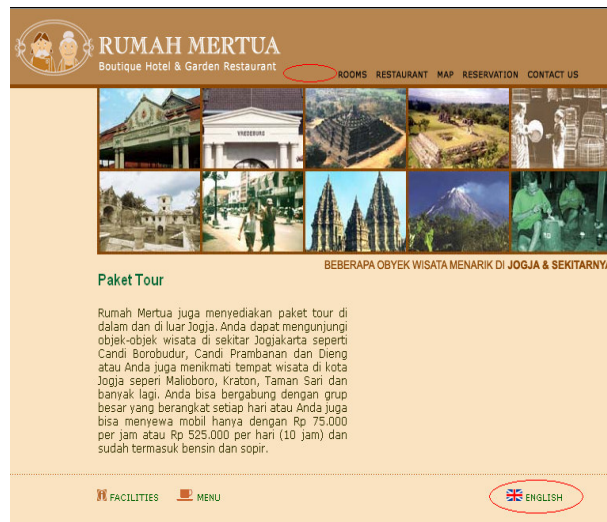 RUMAH MERTUA
Boutique Hotel & Garden Restaurant
ROOMS RESTAURANT MAP RESERVATION CONTACT US
VREDEBURG
BEBERAPA OBYEK WISATA MENARIK DI JOGJA & SEKITARNYA
Paket Tour
Rumah Mertua juga menyediakan paket tour di
dalam dan di luar Jogja. Anda dapat mengunjungi
objek-objek wisata di sekitar Jogjakarta seperti
Candi Borobudur, Candi Prambanan dan Dieng
atau Anda juga menikmati tempat wisata di kota
Jogja seperi Malioboro, Kraton, Taman Sari dan
banyak lagi. Anda bisa bergabung dengan grup
besar yang berangkat setiap hari atau Anda juga
bisa menyewa mobil hanya dengan Rp 75.000
per jam atau Rp 525.000 per hari (10 jam) dan
sudah termasuk bensin dan sopir.
FACILITIES MENU ENGLISH